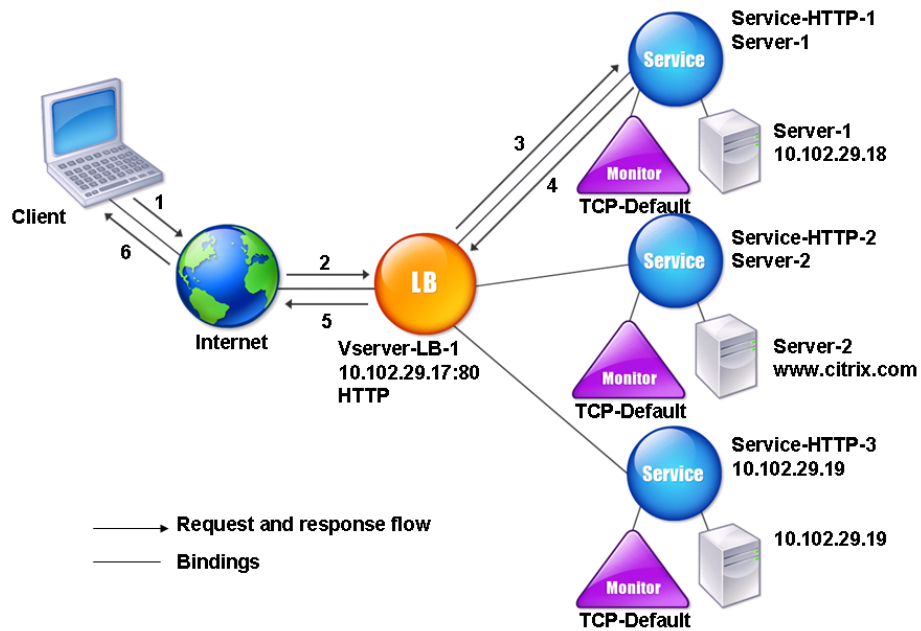 Service-HTTP-1
Server-1
Service
3
4
Monitor
TCP-Default
Server-1
10.102.29.18
Client
1
6
Internet
2
5
LB
Vserver-LB-1
10.102.29.17:80
HTTP
Service-HTTP-2
Server-2
Service
Monitor
TCP-Default
Server-2
www.citrix.com
Service-HTTP-3
10.102.29.19
Service
Monitor
TCP-Default
10.102.29.19
Request and response flow
Bindings